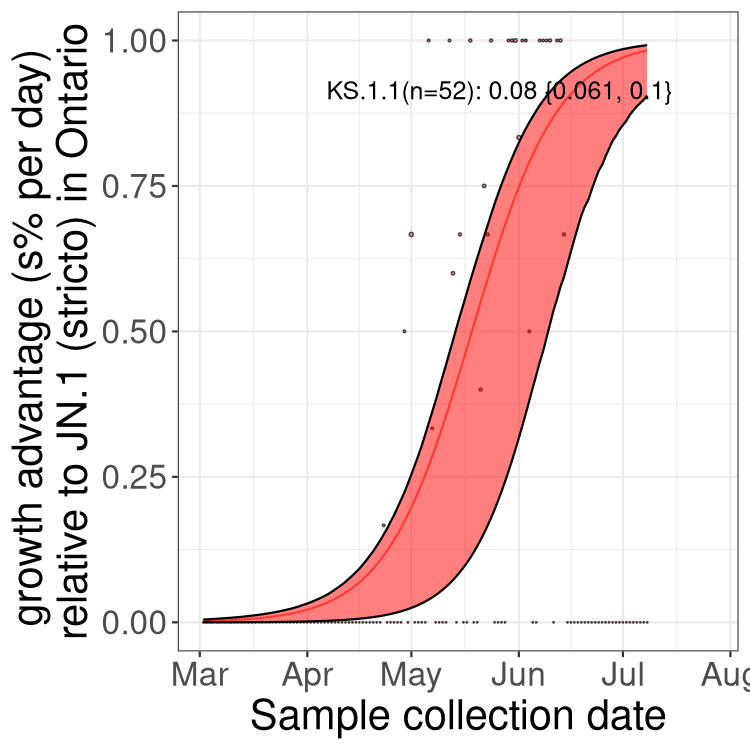 growth advantage (s% per day)
relative to JN.1 (stricto) in Ontario
1.00
0.75
0.50
0.25
0.00
KS.1.1(n=52): 0.08 {0.061, 0.1}
Mar Apr May Jun Jul Aug
Sample collection date